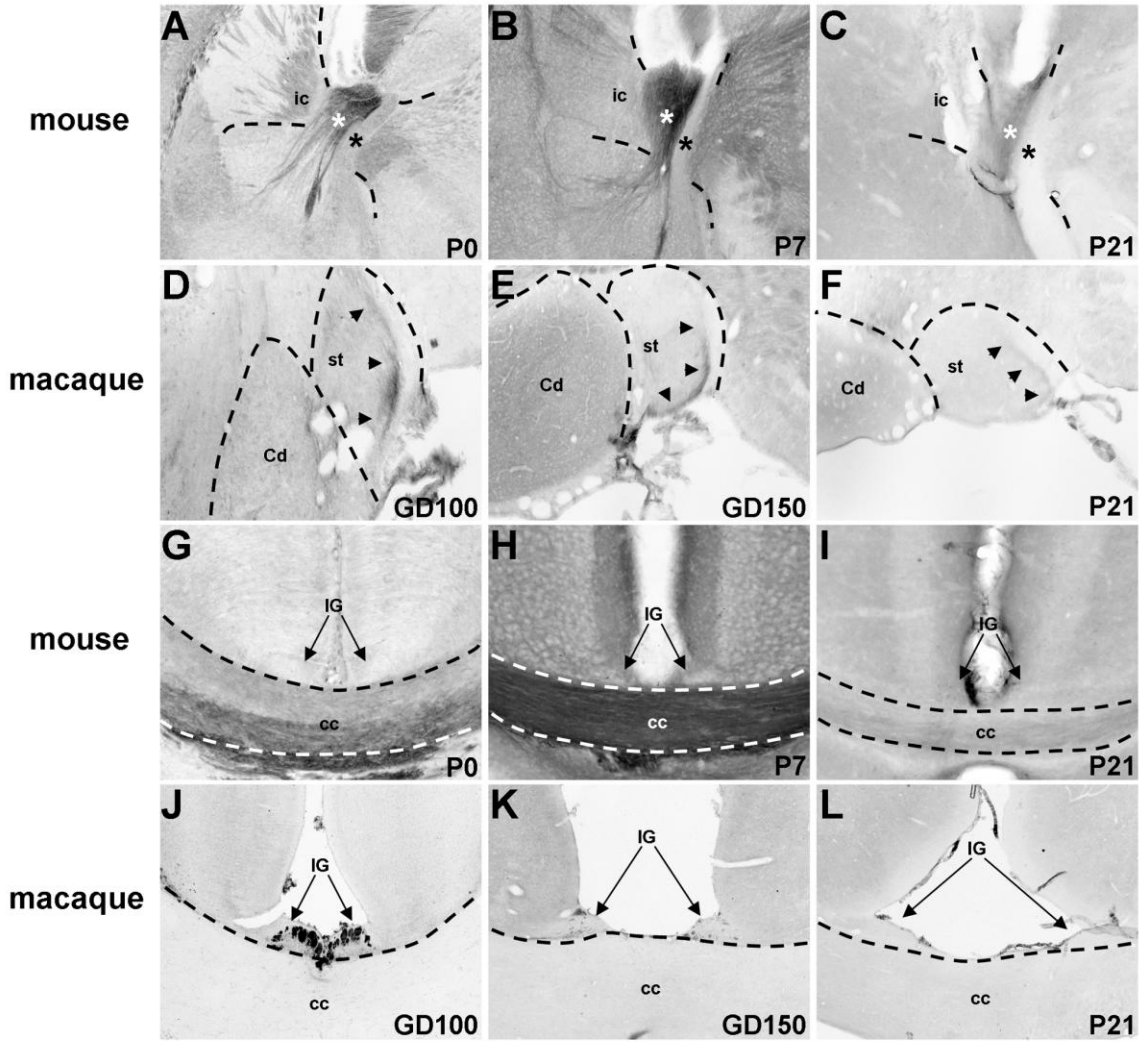 mouse
A
ic
*
*
P0
B
ic
*
*
P7
C
ic
*
*
P21
macaque
D
st
Cd
GD100
E
st
Cd
GD150
F
st
Cd
P21
mouse
G
IG
cc
P0
H
IG
cc
P7
I
IG
cc
P21
macaque
J
IG
cc
GD100
K
IG
cc
GD150
L
IG
cc
P21